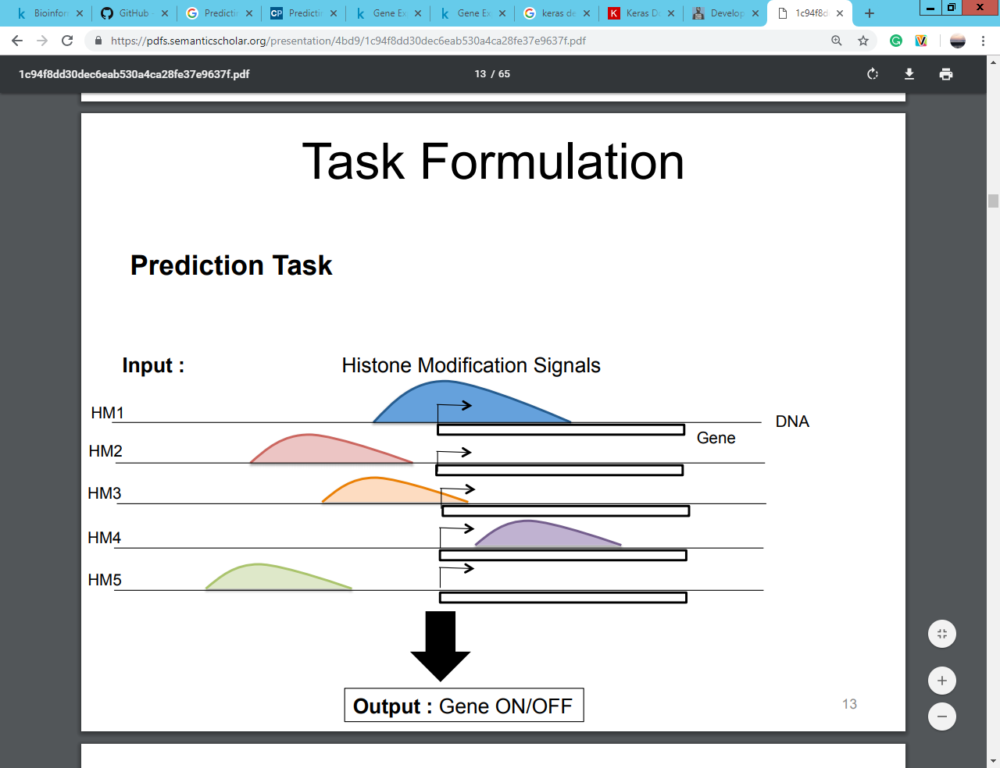 Bioinfor
GitHub
Predicti
Predictin
Gene Ex
Gene Ex
keras de
Keras Do
Develop
1c94f8d
https://pdfs.semanticscholar.org/presentation/4bd9/1c94f8dd30dec6eab530a4ca28fe37e9637f.pdf
1c94f8dd30dec6eab530a4ca28fe37e9637f.pdf
13 / 65
Task Formulation
Prediction Task
Input :
Histone Modification Signals
HM1
DNA
Gene
HM2
HM3
HM4
HM5
Output : Gene ON/OFF
13